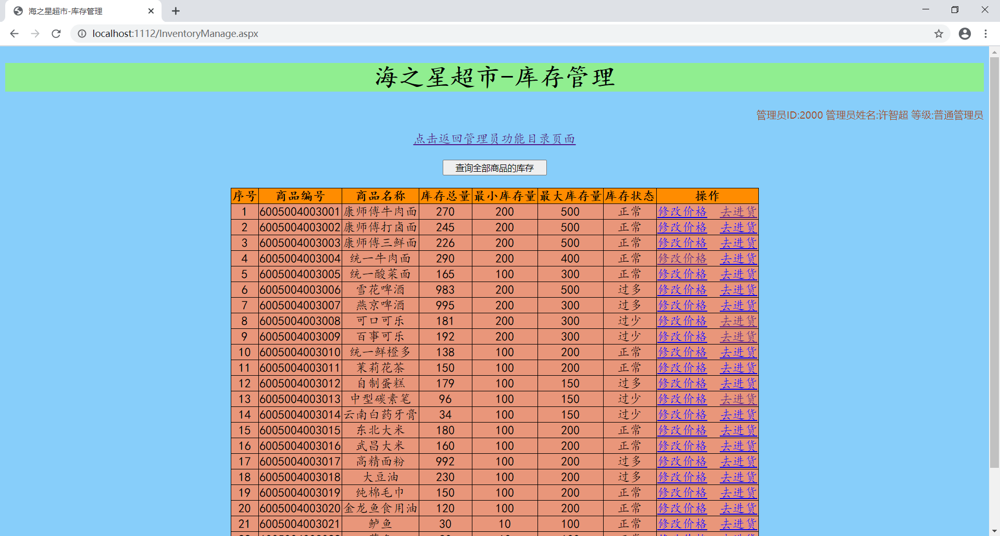 海之星超市-库存管理
localhost:1112/InventoryManage.aspx
海之星超市-库存管理
管理员ID:2000 管理员姓名:许智超 等级:普通管理员
点击返回管理员功能目录页面
查询全部商品的库存
序号 商品编号 商品名称 库存总量 最小库存量 最大库存量 库存状态 操作
1 6005004003001 康师傅牛肉面 270 200 500 正常 修改价格 去进货
2 6005004003002 康师傅打卤面 245 200 500 正常 修改价格 去进货
3 6005004003003 康师傅三鲜面 226 200 500 正常 修改价格 去进货
4 6005004003004 统一牛肉面 290 200 400 正常 修改价格 去进货
5 6005004003005 统一酸菜面 165 100 300 正常 修改价格 去进货
6 6005004003006 雪花啤酒 983 200 500 过多 修改价格 去进货
7 6005004003007 燕京啤酒 995 200 300 过多 修改价格 去进货
8 6005004003008 可口可乐 181 200 300 过少 修改价格 去进货
9 6005004003009 百事可乐 192 200 300 过少 修改价格 去进货
10 6005004003010 统一鲜橙多 138 100 200 正常 修改价格 去进货
11 6005004003011 茉莉花茶 150 100 200 正常 修改价格 去进货
12 6005004003012 自制蛋糕 179 100 150 过多 修改价格 去进货
13 6005004003013 中型碳素笔 96 100 150 过少 修改价格 去进货
14 6005004003014 云南白药牙膏 34 100 150 过少 修改价格 去进货
15 6005004003015 东北大米 180 100 200 正常 修改价格 去进货
16 6005004003016 武昌大米 160 100 200 正常 修改价格 去进货
17 6005004003017 高精面粉 992 100 200 过多 修改价格 去进货
18 6005004003018 大豆油 230 100 200 过多 修改价格 去进货
19 6005004003019 纯棉毛巾 150 100 200 正常 修改价格 去进货
20 6005004003020 金龙鱼食用油 120 100 200 正常 修改价格 去进货
21 6005004003021 鲈鱼 30 10 100 正常 修改价格 去进货